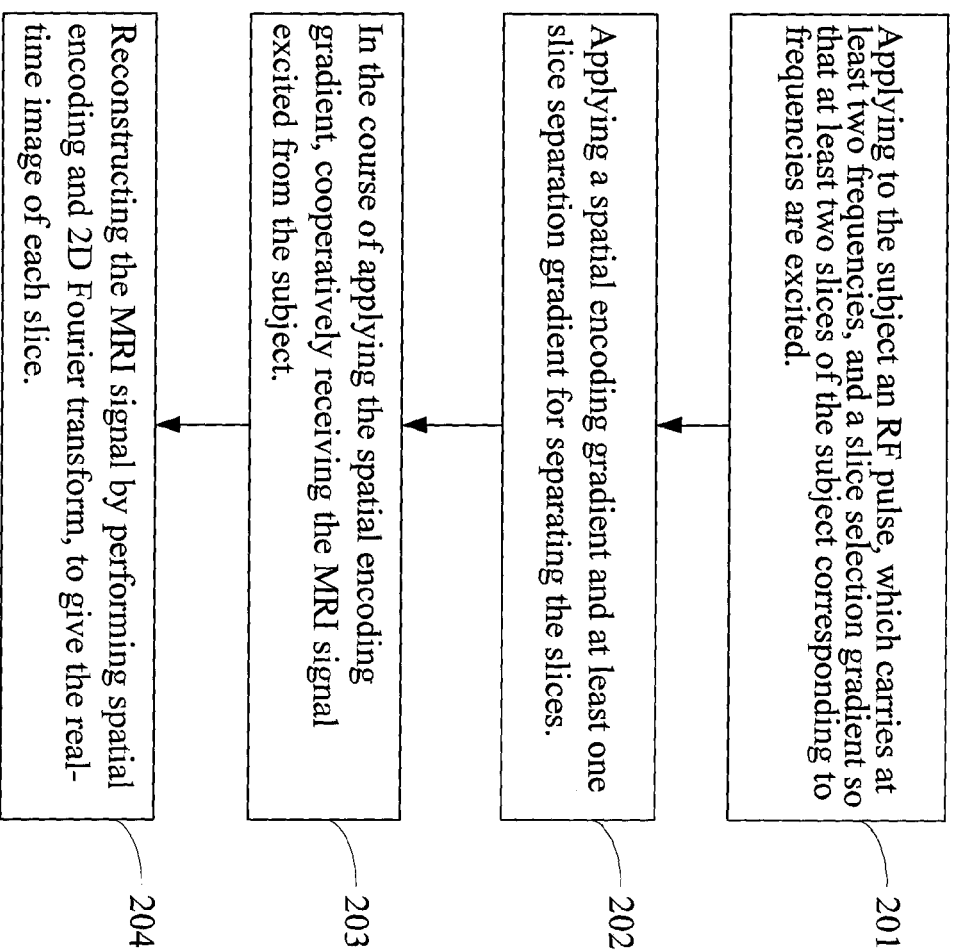 Applying to the subject an RF pulse, which carries at
least two frequencies, and a slice selection gradient so
that at least two slices of the subject corresponding to
frequencies are excited.
201
Applying a spatial encoding gradient and at least one
slice separation gradient for separating the slices.
202
In the course of applying the spatial encoding
gradient, cooperatively receiving the MRI signal
excited from the subject.
203
Reconstructing the MRI signal by performing spatial
encoding and 2D Fourier transform, to give the real-
time image of each slice.
204